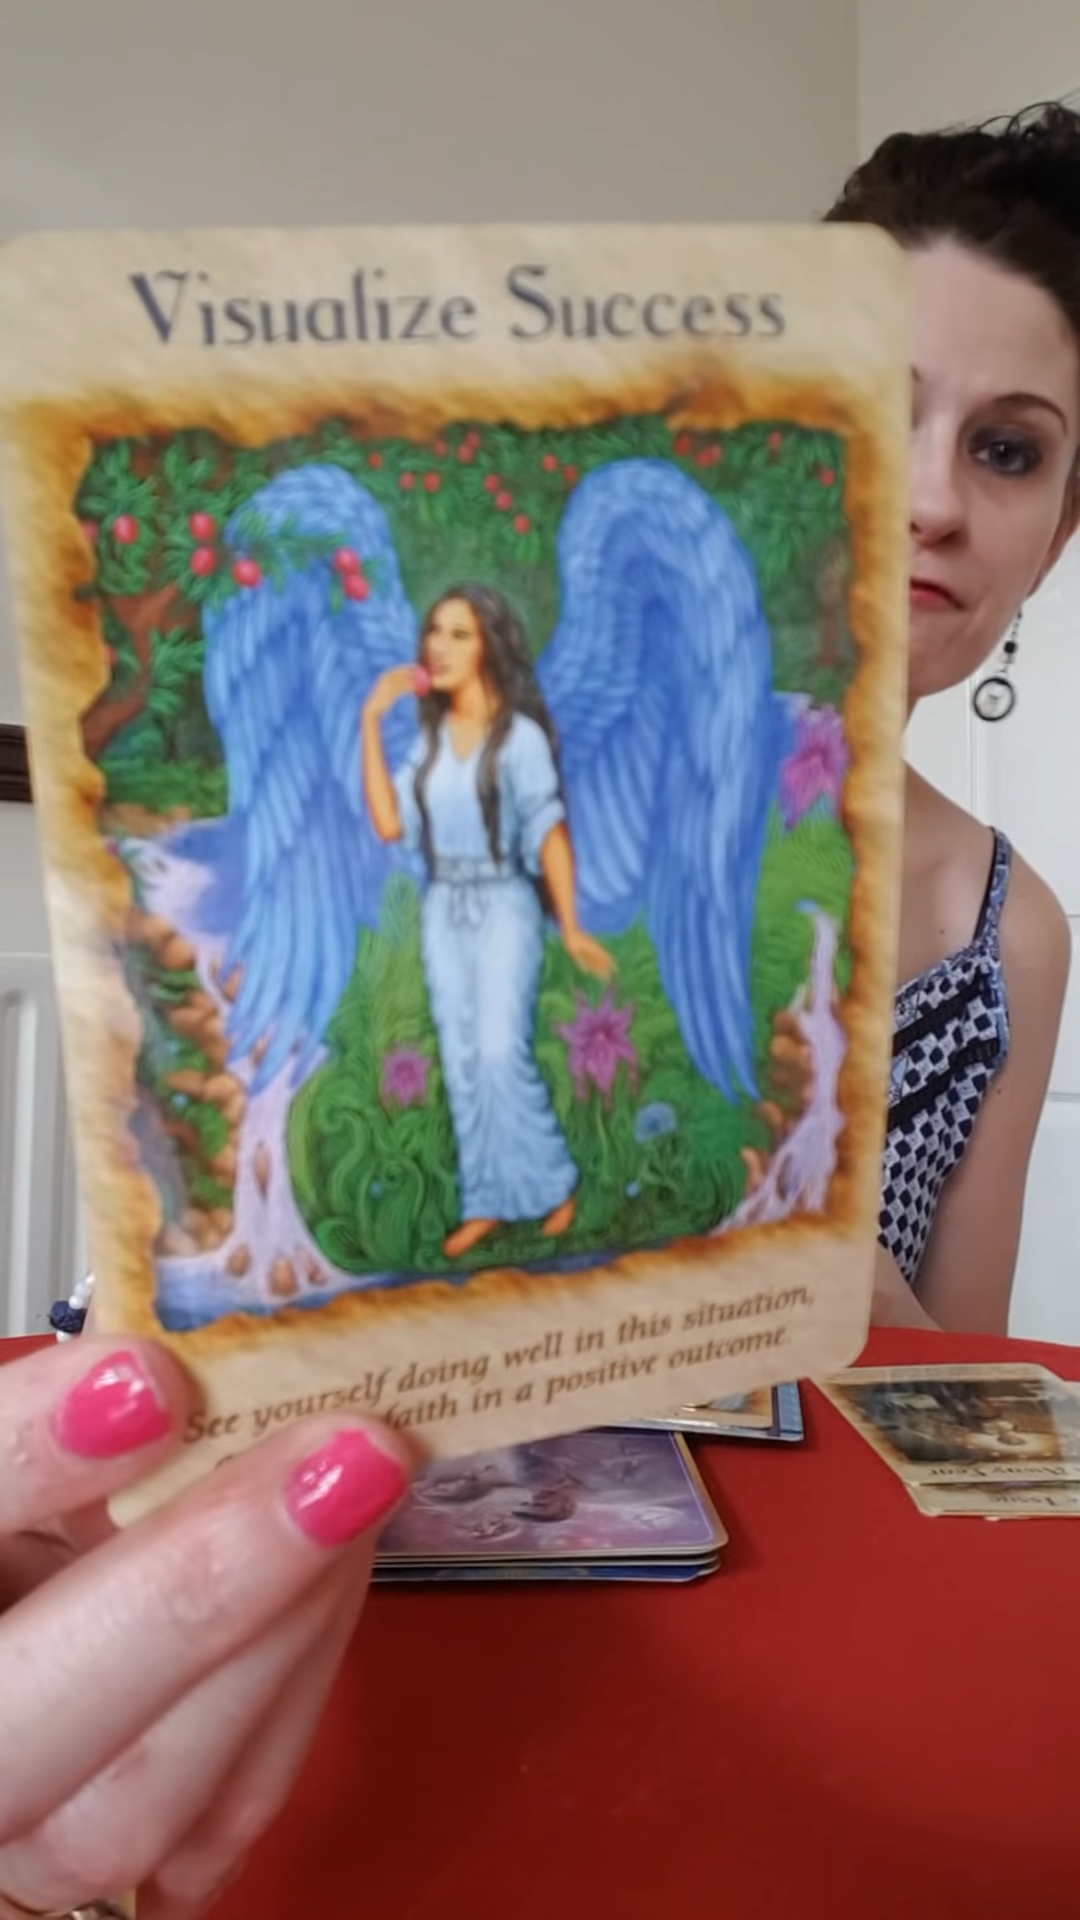 Visualize Success
See yourself doing well in this situation,
faith in a positive outcome.